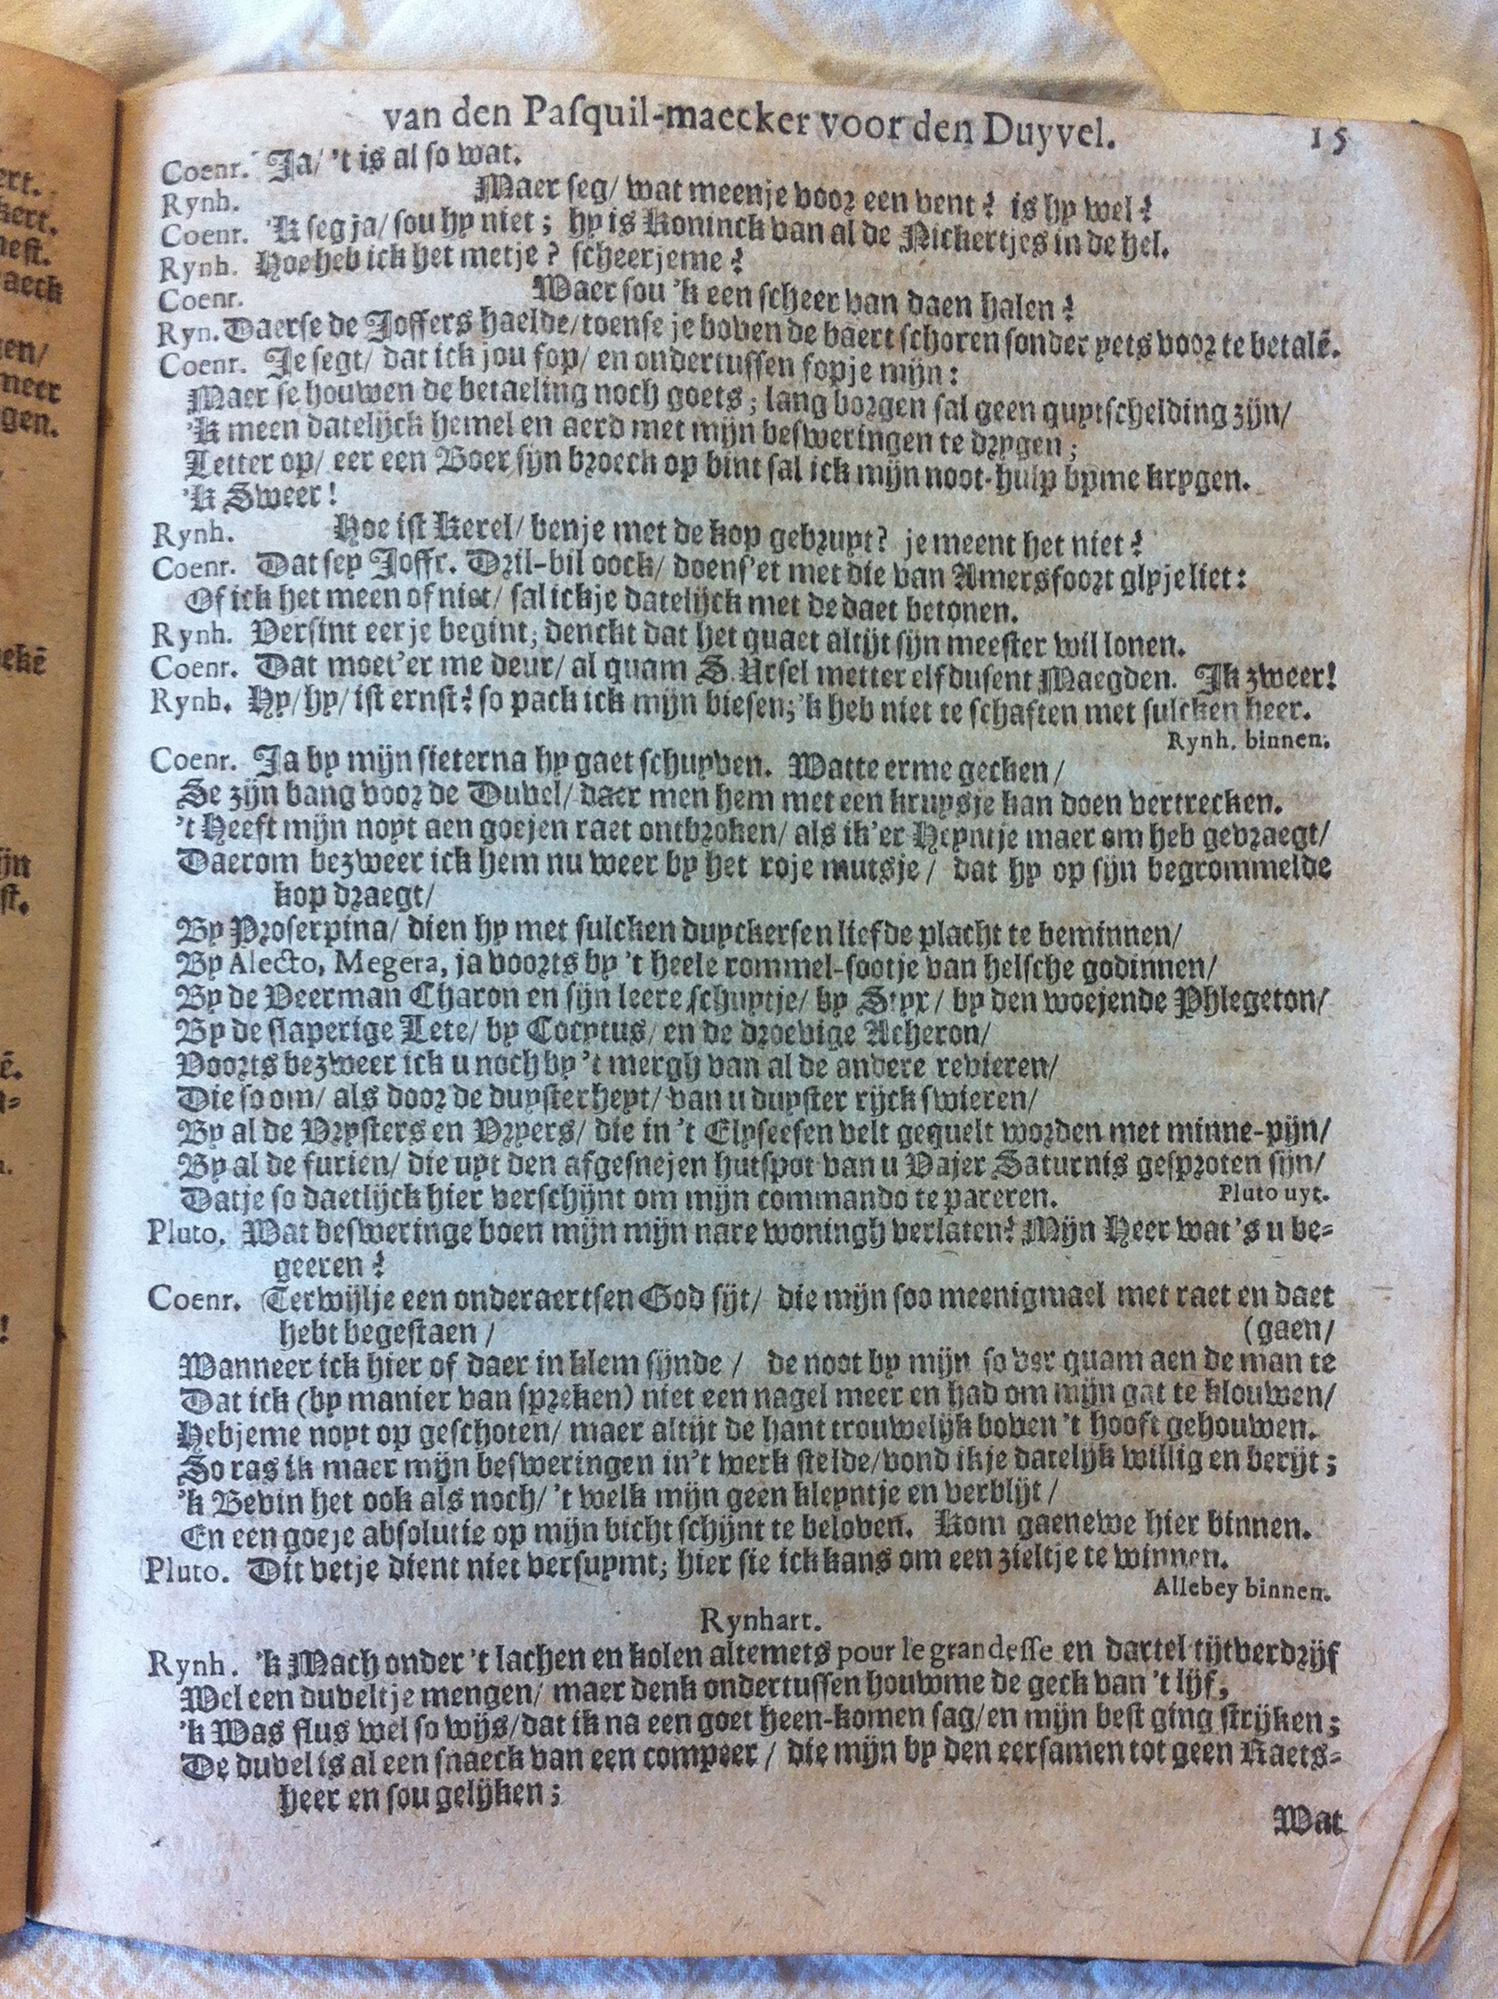 van den Pasquil-maecker voor den Duyvel. 15
Coenr. Ja/ 't is al so wat.
Rynh. Maer seg/ wat meenje voor een vent? is hy wel?
Coenr. 'k seg ja/ sou hy niet; hy is Koninck van al de Nickertjes in de hel.
Rynh. Hoe heb ick het metje? scheerjeme?
Coenr. Waer sou 'k een scheer van daen halen?
Ryn. Daerse de Joffers haelde/ toense je boven de baert schoren sonder yets voor te betalē.
Coenr. Je segt/ dat ick jou fop/ en ondertussen fopje mijn:
Maer se houwen de betaeling noch goets; lang borgen sal geen quytschelding zijn/
'k meen datelijck hemel en aerd met mijn besweringen te drygen;
Letter op/ eer een Boer sijn broeck op bint sal ick mijn noot-hulp byme krygen.
'k Sweer!
Rynh. Hoe ist Kerel/ benje met de kop gebruyt? je meent het niet?
Coenr. Dat sey Joffr. Dril-bil oock/ doens'et met die van Amersfoort glyje liet:
Of ick het meen of niet/ sal ickje datelijck met de daet betonen.
Rynh. Versint eer je begint; denckt dat het quaet altijt sijn meester wil lonen.
Coenr. Dat moet'er me deur/ al quam S. Ursel metter elf dusent Maegden. Ik zweer!
Rynh. Hy/ hy/ ist ernst? so pack ick mijn biesen; 'k heb niet te schaften met sulcken heer.
Rynh. binnen.
Coenr. Ja by mijn sieterna hy gaet schuyven. Watte erme gecken/
Se zijn bang voor de Duvel/ daer men hem met een kruysje kan doen vertrecken.
't Heeft mijn noyt aen goejen raet ontbroken/ als ik'er Heyntje maer om heb gevraegt/
Daerom bezweer ick hem nu weer by het roje mutsje/ dat hy op sijn begrommelde
kop draegt/
By Proserpina/ dien hy met sulcken duyckersen liefde placht te beminnen/
By Alecto, Megera, ja voorts by 't heele rommel-sootje van helsche godinnen/
By de Veerman Charon en sijn leere schuytje/ by Styx/ by den woejende Phlegeton/
By de slaperige Lete/ by Cocytus/ en de droevige Acheron/
Voorts bezweer ick u noch by 't mergh van al de andere revieren/
Die so om/ als door de duyster heyt/ van u duyster rijck swieren/
By al de Vrysters en Vryers/ die in 't Elyseesen velt gequelt worden met minne-pijn/
By al de furien/ die uyt den afgesnejen hutspot van u Vajer Saturnis gesproten sijn/
Datje so daetlijck hier verschijnt om mijn commando te pareren. Pluto uyt.
Pluto. Wat besweringe doen mijn mijn nare woningh verlaten? Mijn Heer wat's u be-
geeren?
Coenr. Terwijlje een onderaertsen God sijt/ die mijn soo meenigmael met raet en daet
hebt begestaen/ (gaen/
Wanneer ick hier of daer in klem sijnde/ de noot by mijn so ver quam aen de man te
Dat ick (by manier van spreken) niet een nagel meer en had om mijn gat te klouwen/
Hebjeme noyt op geschoten/ maer altijt de hant trouwelijk boven 't hooft gehouwen.
So ras ik maer mijn besweringen in't werk stelde/ vond ikje datelijk willig en berijt;
'k Bevin het ook als noch/ 't welk mijn geen kleyntje en verblijt/
En een goeje absolutie op mijn bicht schijnt te beloven. Kom gaenewe hier binnen.
Pluto. Dit vetje dient niet versuymt; hier sie ick kans om een zieltje te winnen.
Allebey binnen.
Rynhart.
Rynh. 'k Mach onder 't lachen en kolen altemets pour le grandesse en dartel tijtverdrijf
Wel een duveltje mengen/ maer denk ondertussen houwme de geck van 't lijf,
'k Was flus wel so wijs/ dat ik na een goet heen-komen sag/ en mijn best ging strijken;
De duvel is al een snaeck van een compeer/ die mijn by den eersamen tot geen Raets-
heer en sou gelijken;
Wat